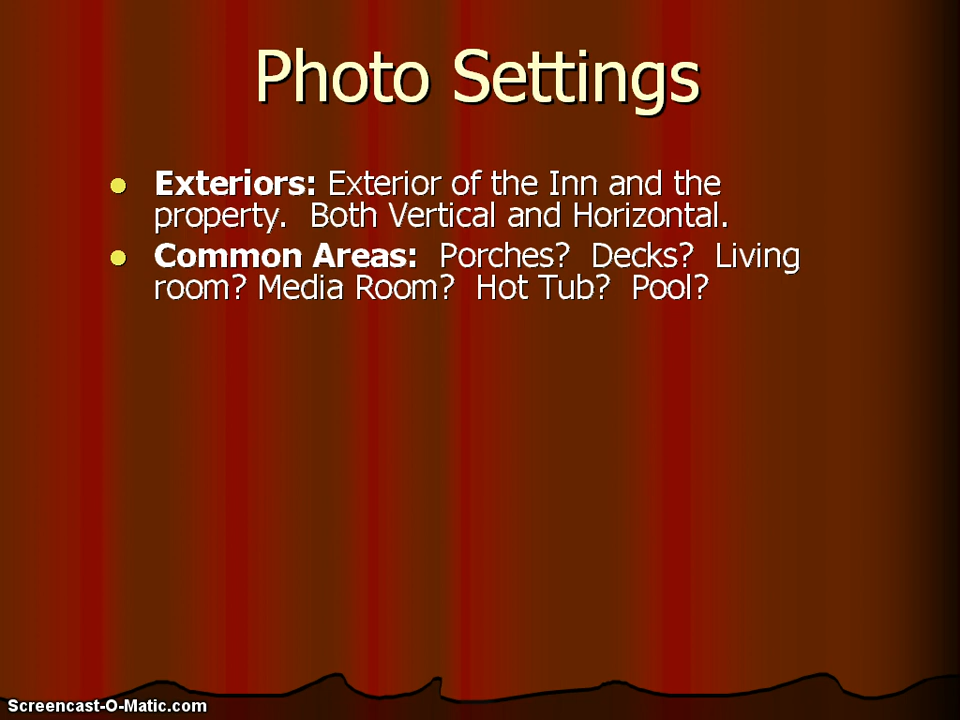 Photo Settings
Exteriors: Exterior of the Inn and the
property.  Both Vertical and Horizontal.
Common Areas:  Porches?  Decks?  Living
room? Media Room?  Hot Tub?  Pool?
Screencast-O-Matic.com